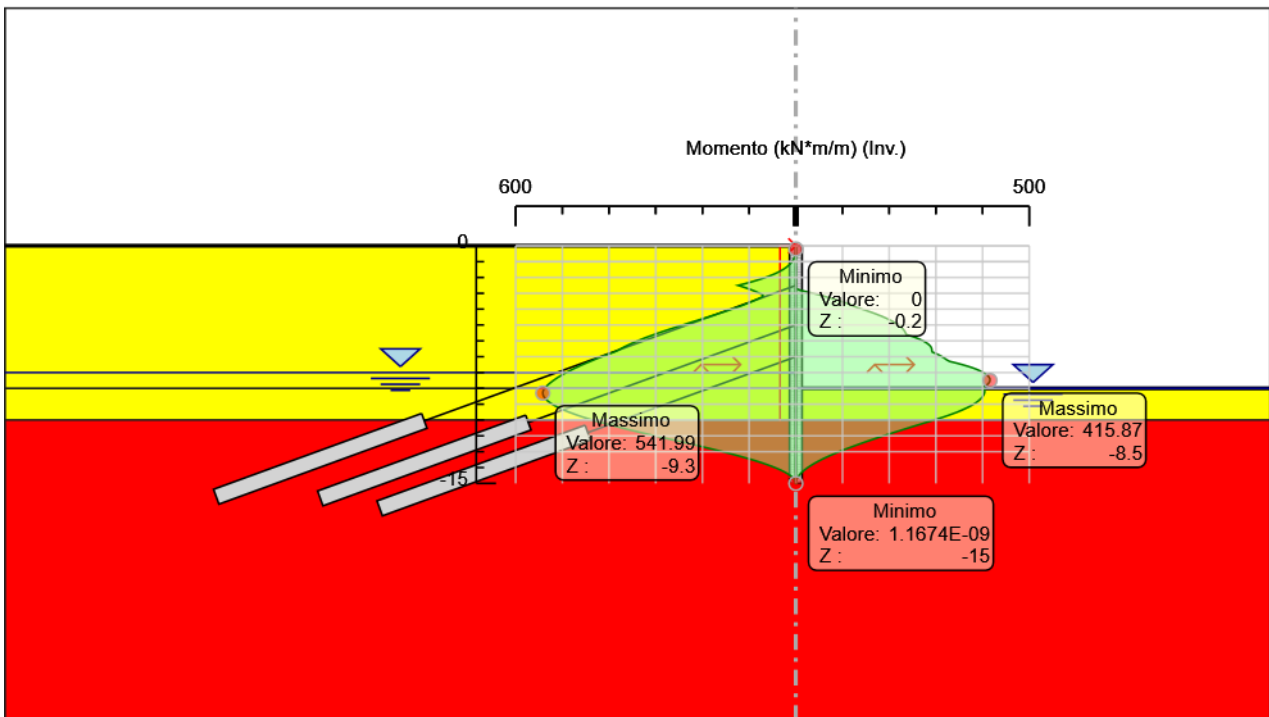 Momento (kN*m/m) (Inv.)
600
500
0
Minimo
Valore: 0
Z : -0.2
Massimo
Valore: 541.99
Z : -9.3
Massimo
Valore: 415.87
Z : -8.5
-15
Minimo
Valore: 1.1674E-09
Z : -15